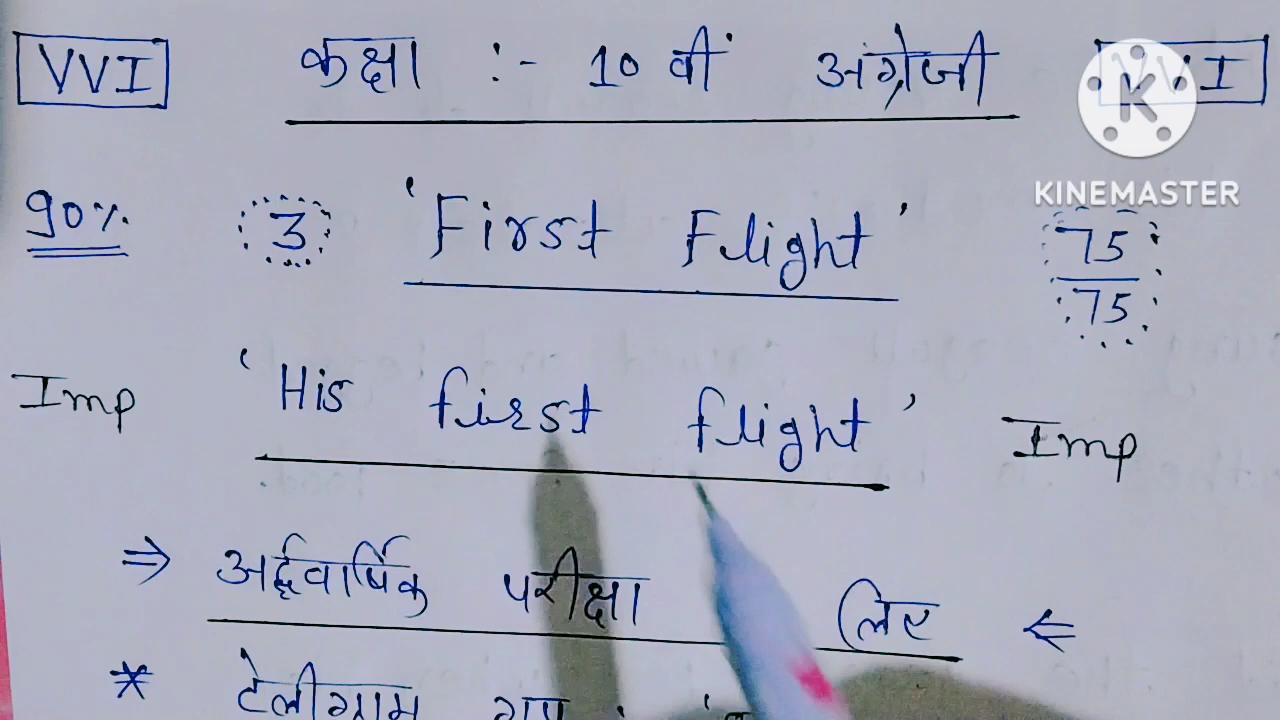 VVI कक्षा :- 10 वीं अंग्रेजी VVI
KINEMASTER
90% 3 'First Flight' 75/75
Imp 'His first flight' Imp
⇒ अर्द्धवार्षिक परीक्षा लिए ⇐
* टेलीग्राम